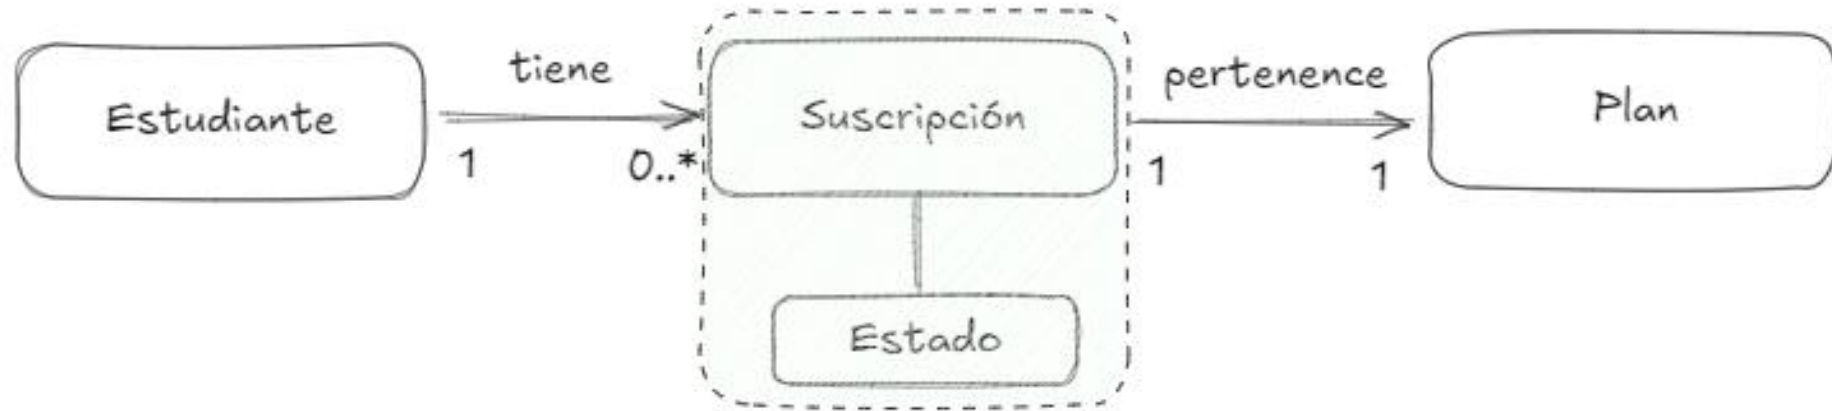 Estudiante
tiene
1
0..*
Suscripción
Estado
pertenence
1
1
Plan